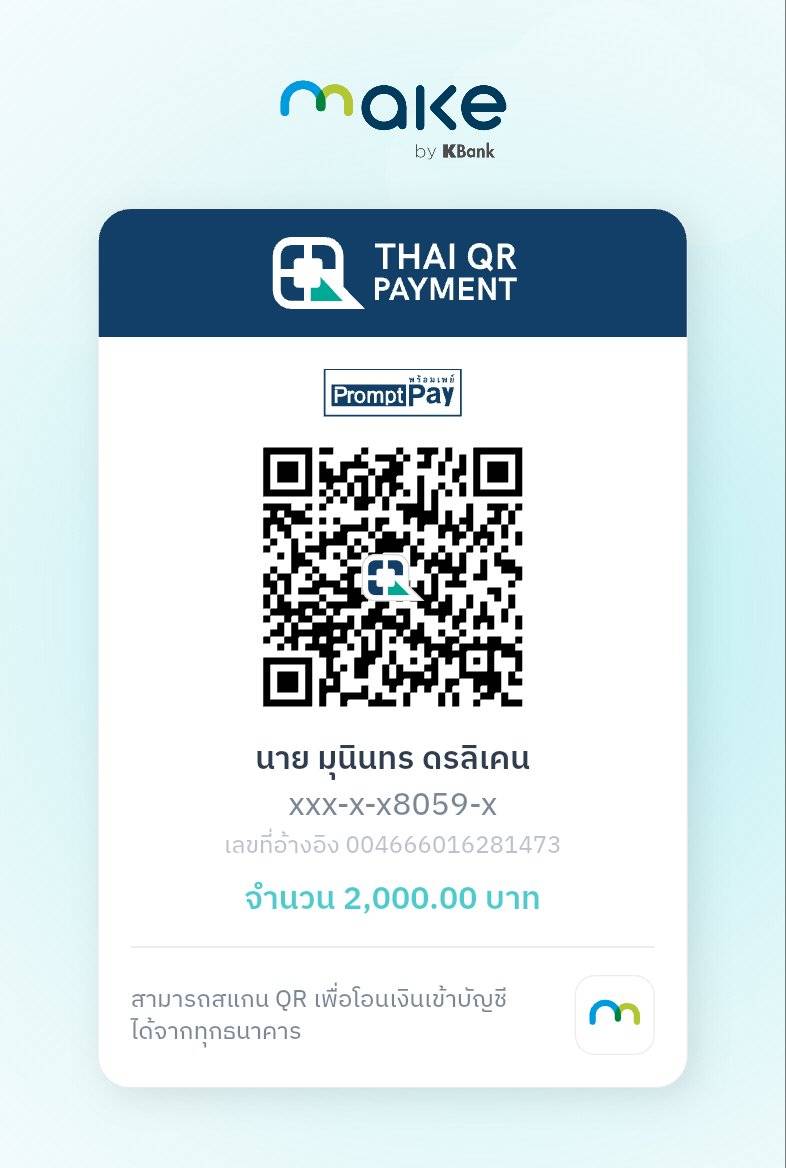 make
by KBank
THAI QR
PAYMENT
พร้อมเพย์
PromptPay
นาย มุนินทร ดรลิเคน
xxx-x-x8059-x
เลขที่อ้างอิง 004666016281473
จำนวน 2,000.00 บาท
สามารถสแกน QR เพื่อโอนเงินเข้าบัญชี
ได้จากทุกธนาคาร